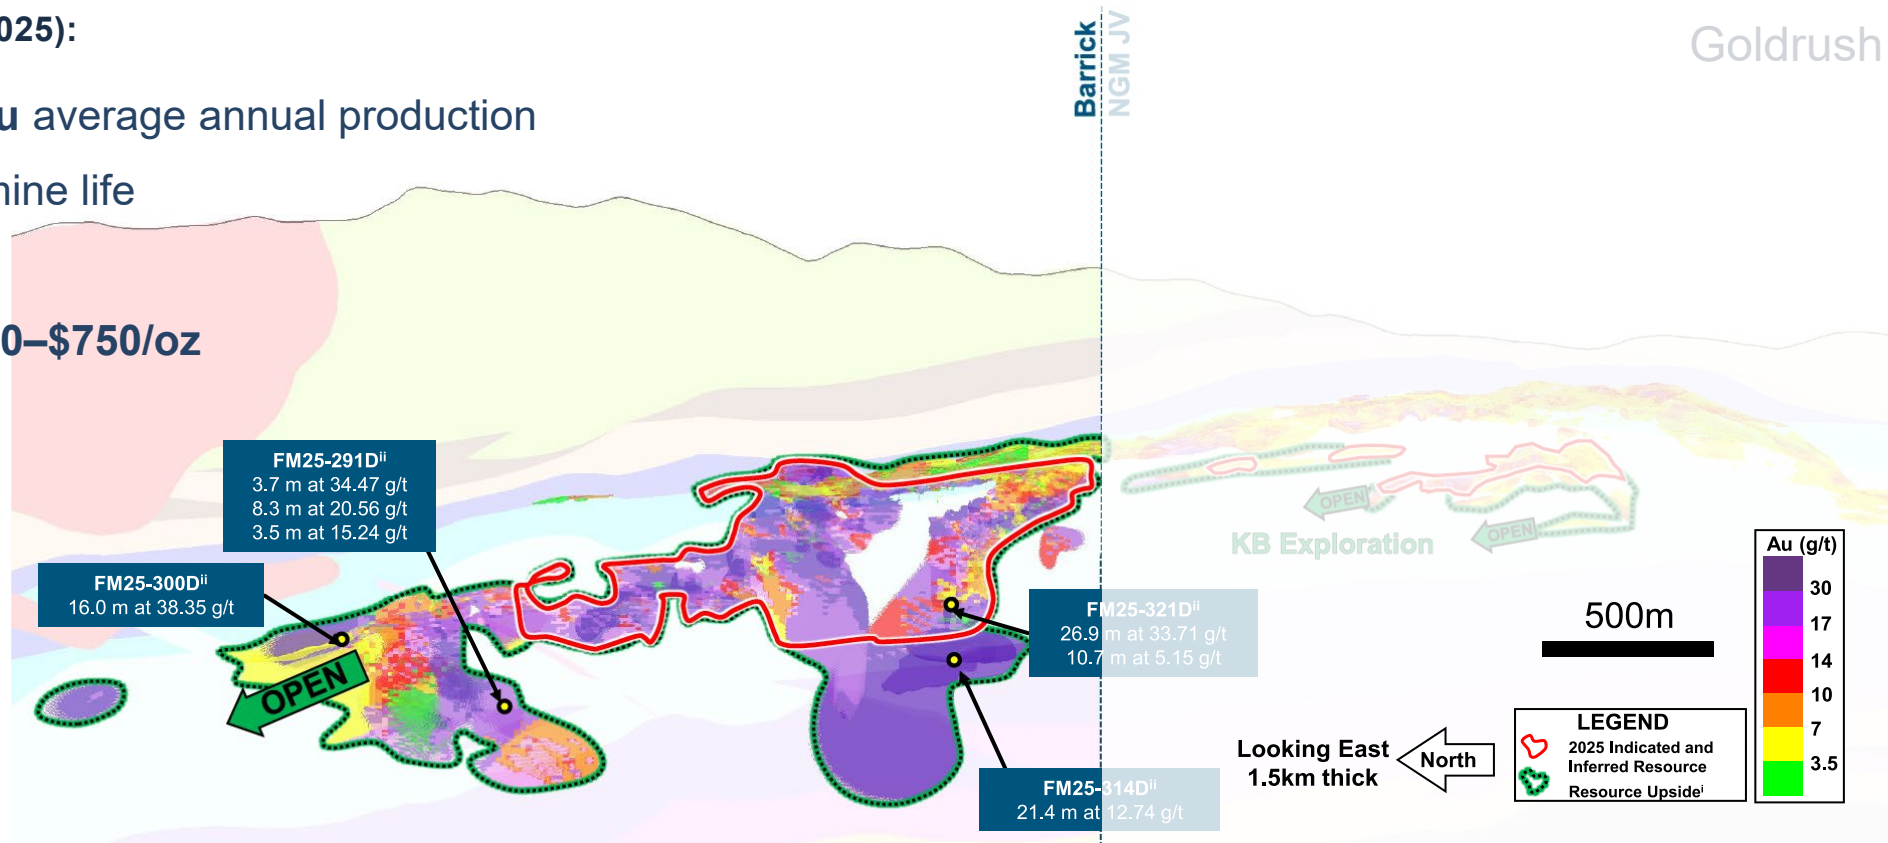 025):
u average annual production
nine life
0–$750/oz
Barrick
NGM JV
Goldrush
FM25-291Dii
3.7 m at 34.47 g/t
8.3 m at 20.56 g/t
3.5 m at 15.24 g/t
FM25-300Dii
16.0 m at 38.35 g/t
OPEN
FM25-321Dii
26.9 m at 33.71 g/t
10.7 m at 5.15 g/t
FM25-314Dii
21.4 m at 12.74 g/t
OPEN
OPEN
KB Exploration
500m
Looking East
1.5km thick
North
LEGEND
2025 Indicated and
Inferred Resource
Resource Upsidei
Au (g/t)
30
17
14
10
7
3.5